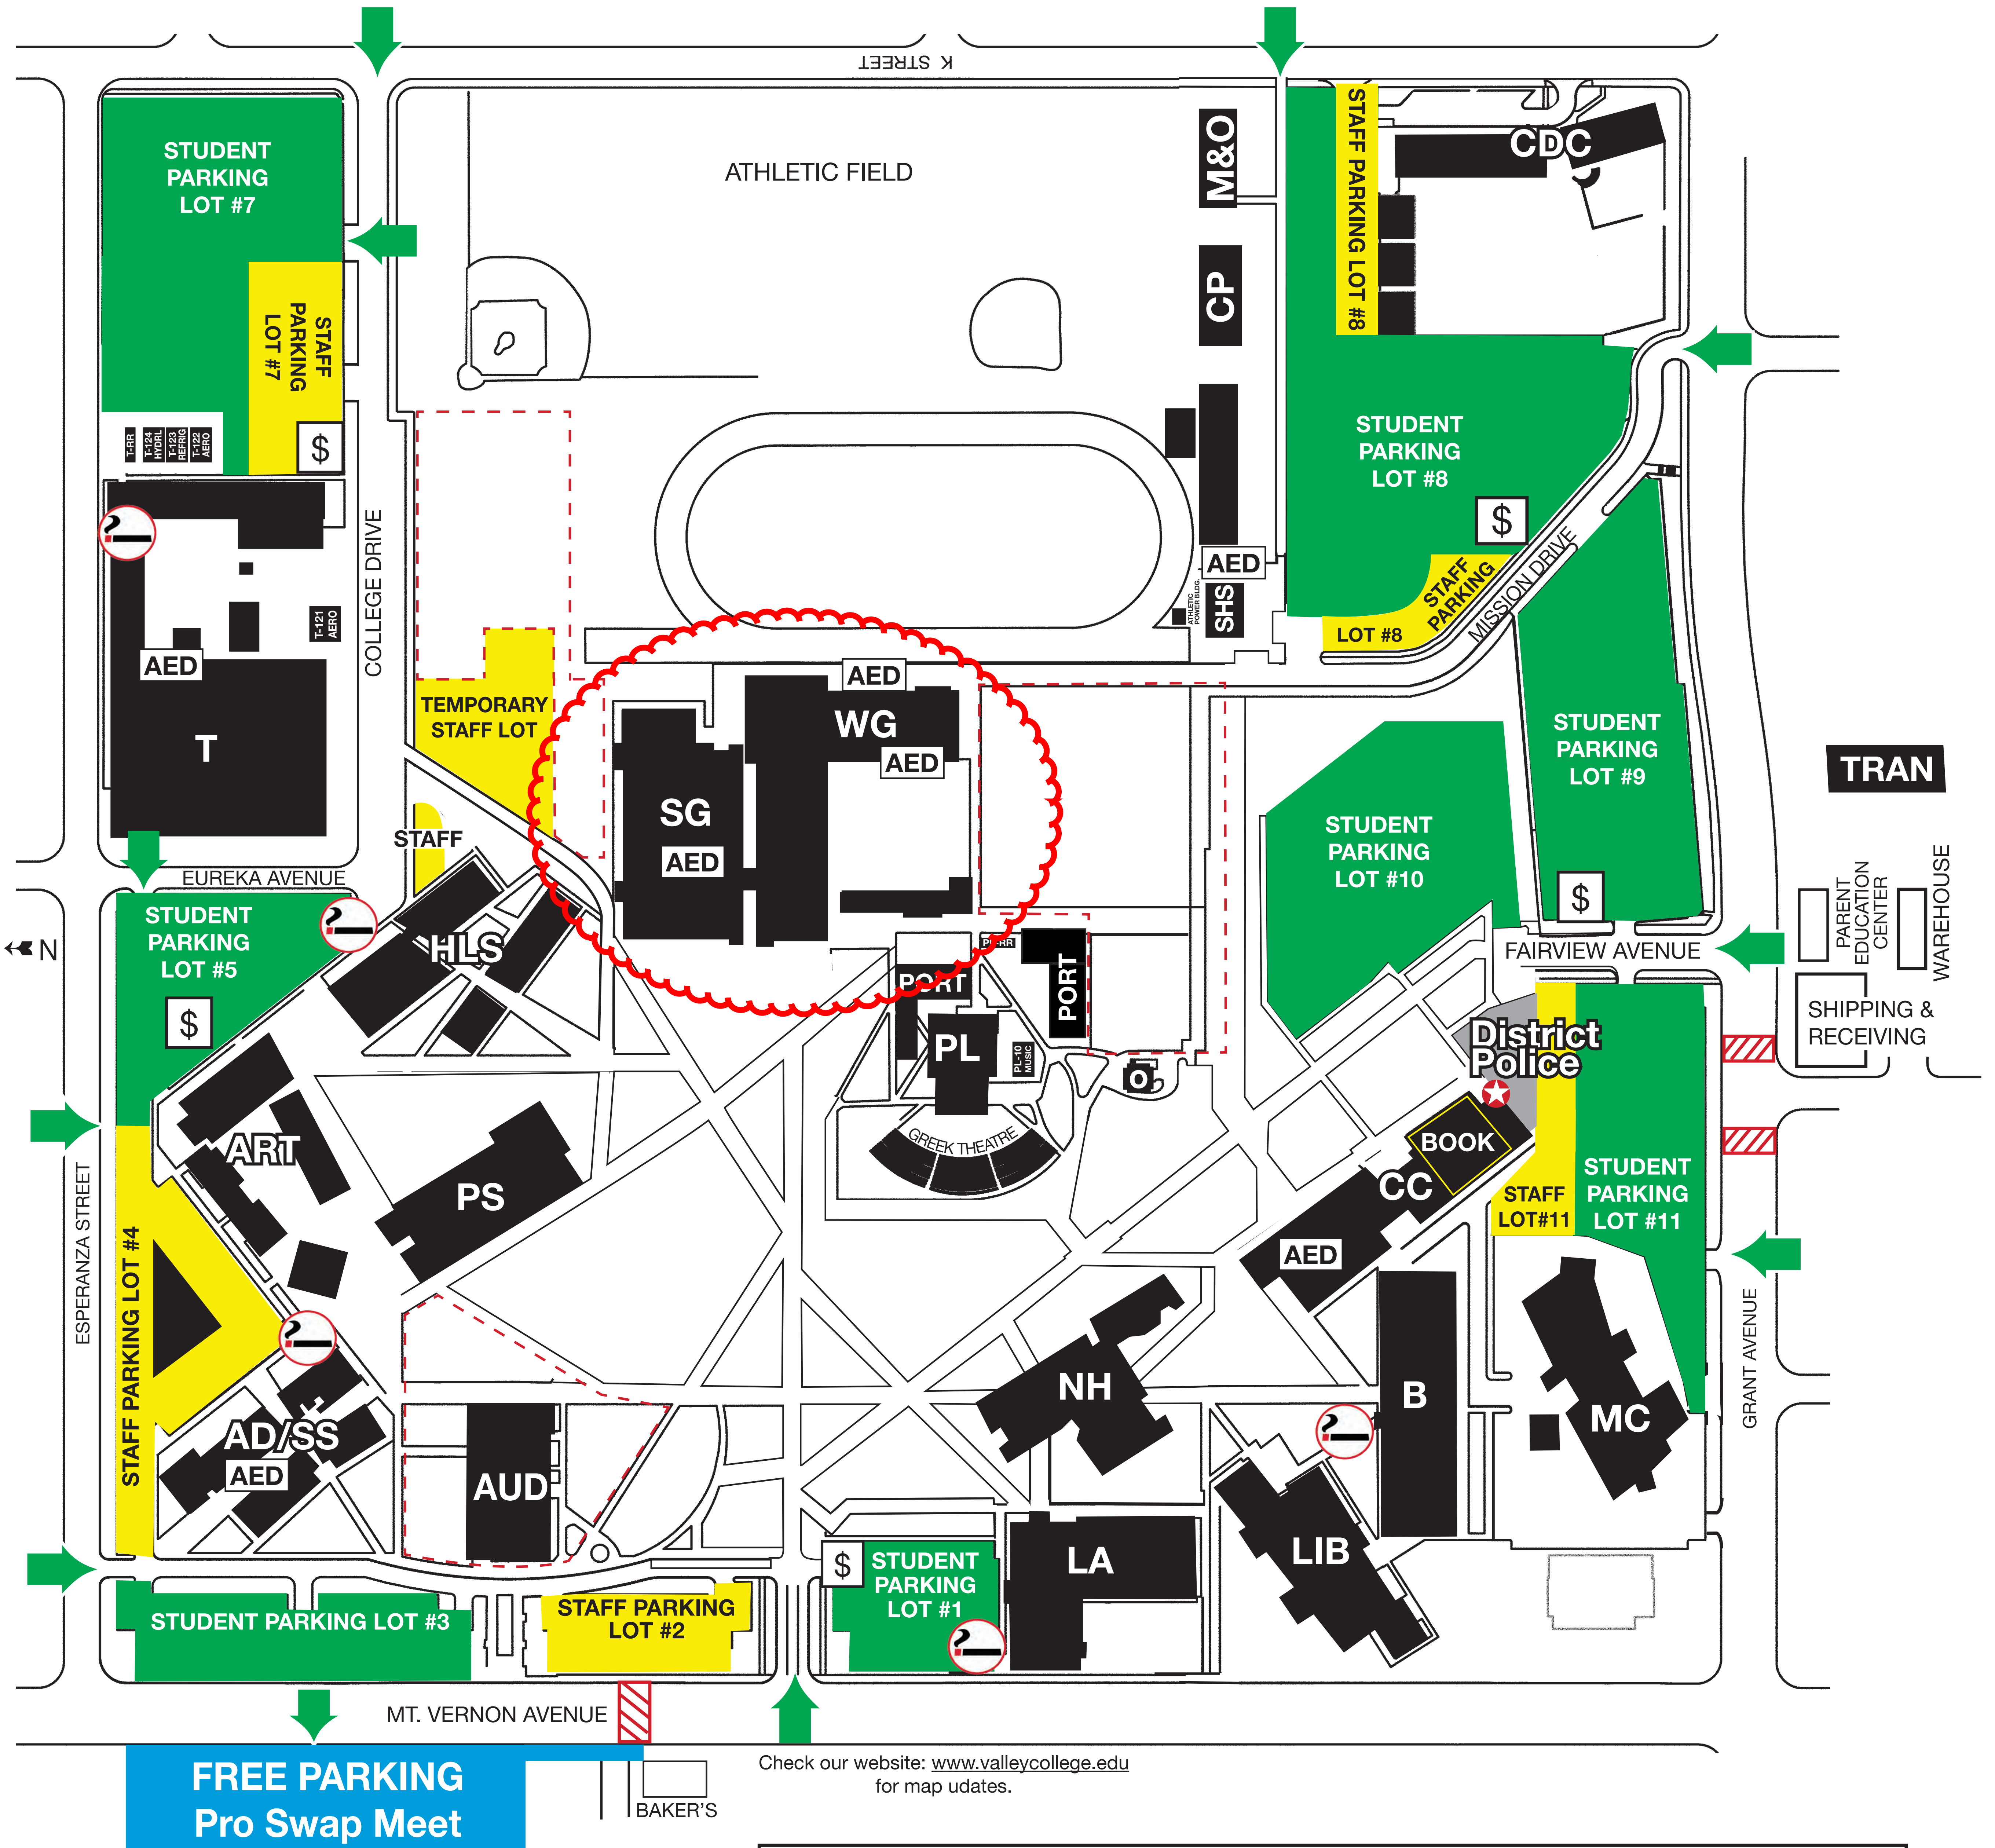 K STREET
STUDENT
PARKING
LOT #7
ATHLETIC FIELD
M&O
STAFF PARKING LOT #8
CDC
STAFF
PARKING
LOT #7
CP
$
T-RR
T-124
HYDRL
T-123
REFRIG
T-122
AERO
STUDENT
PARKING
LOT #8
$
COLLEGE DRIVE
AED
ATHLETIC
POWER BLDG.
SHS
STAFF
PARKING
LOT #8
MISSION DRIVE
T-121
AERO
AED
T
TEMPORARY
STAFF LOT
AED
WG
AED
SG
AED
STUDENT
PARKING
LOT #9
TRAN
STUDENT
PARKING
LOT #10
STAFF
EUREKA AVENUE
$
PARENT
EDUCATION
CENTER
WAREHOUSE
STUDENT
PARKING
LOT #5
N
HLS
FAIRVIEW AVENUE
PORT
PORT
$
SHIPPING &
RECEIVING
PL
PL-10
MUSIC
O
District
Police
GREEK THEATRE
ART
BOOK
CC
PS
STUDENT
PARKING
LOT #11
STAFF
LOT#11
AED
ESPERANZA STREET
STAFF PARKING LOT #4
GRANT AVENUE
NH
B
MC
AD/SS
AED
AUD
LIB
LA
$
STUDENT
PARKING
LOT #1
STUDENT PARKING LOT #3
STAFF PARKING
LOT #2
MT. VERNON AVENUE
FREE PARKING
Pro Swap Meet
BAKER'S
Check our website: www.valleycollege.edu
for map udates.